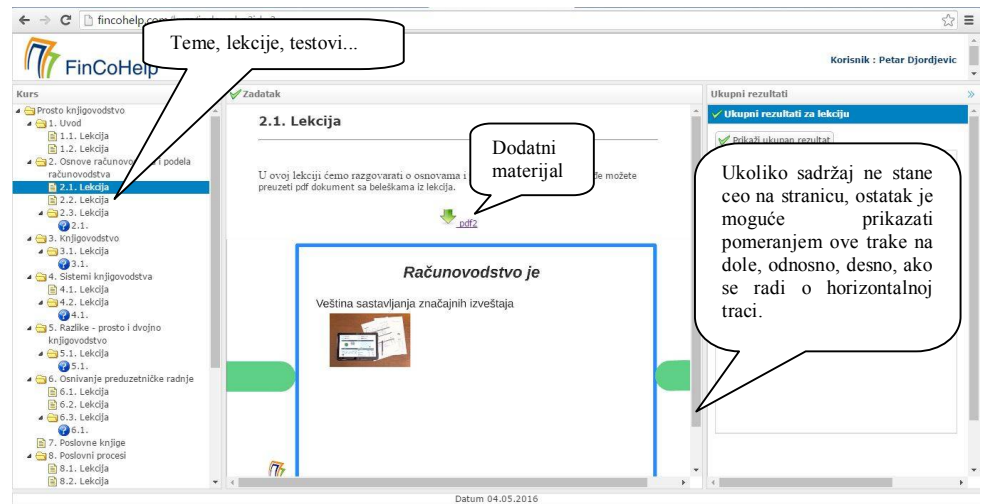 fincohelp.com
Teme, lekcije, testovi...
FinCoHelp
Korisnik : Petar Djordjevic
Kurs
Prosto knjigovodstvo
1. Uvod
1.1. Lekcija
1.2. Lekcija
2. Osnove računovo i podela
računovodstva
2.1. Lekcija
2.2. Lekcija
2.3. Lekcija
2.1.
3. Knjigovodstvo
3.1. Lekcija
3.1.
4. Sistemi knjigovodstva
4.1. Lekcija
4.2. Lekcija
4.1.
5. Razlike - prosto i dvojno
knjigovodstvo
5.1. Lekcija
5.1.
6. Osnivanje preduzetničke radnje
6.1. Lekcija
6.2. Lekcija
6.3. Lekcija
6.1.
7. Poslovne knjige
8. Poslovni procesi
8.1. Lekcija
8.2. Lekcija
Zadatak
2.1. Lekcija
U ovoj lekciji ćemo razgovarati o osnovama i možete
preuzeti pdf dokument sa beleškama iz lekcija.
Dodatni
materijal
pdf2
Računovodstvo je
Veština sastavljanja značajnih izveštaja
Ukupni rezultati
»
Ukupni rezultati za lekciju
Prikaži ukupan rezultat
Ukoliko sadržaj ne stane
ceo na stranicu, ostatak je
moguće prikazati
pomeranjem ove trake na
dole, odnosno, desno, ako
se radi o horizontalnoj
traci.
Datum 04.05.2016